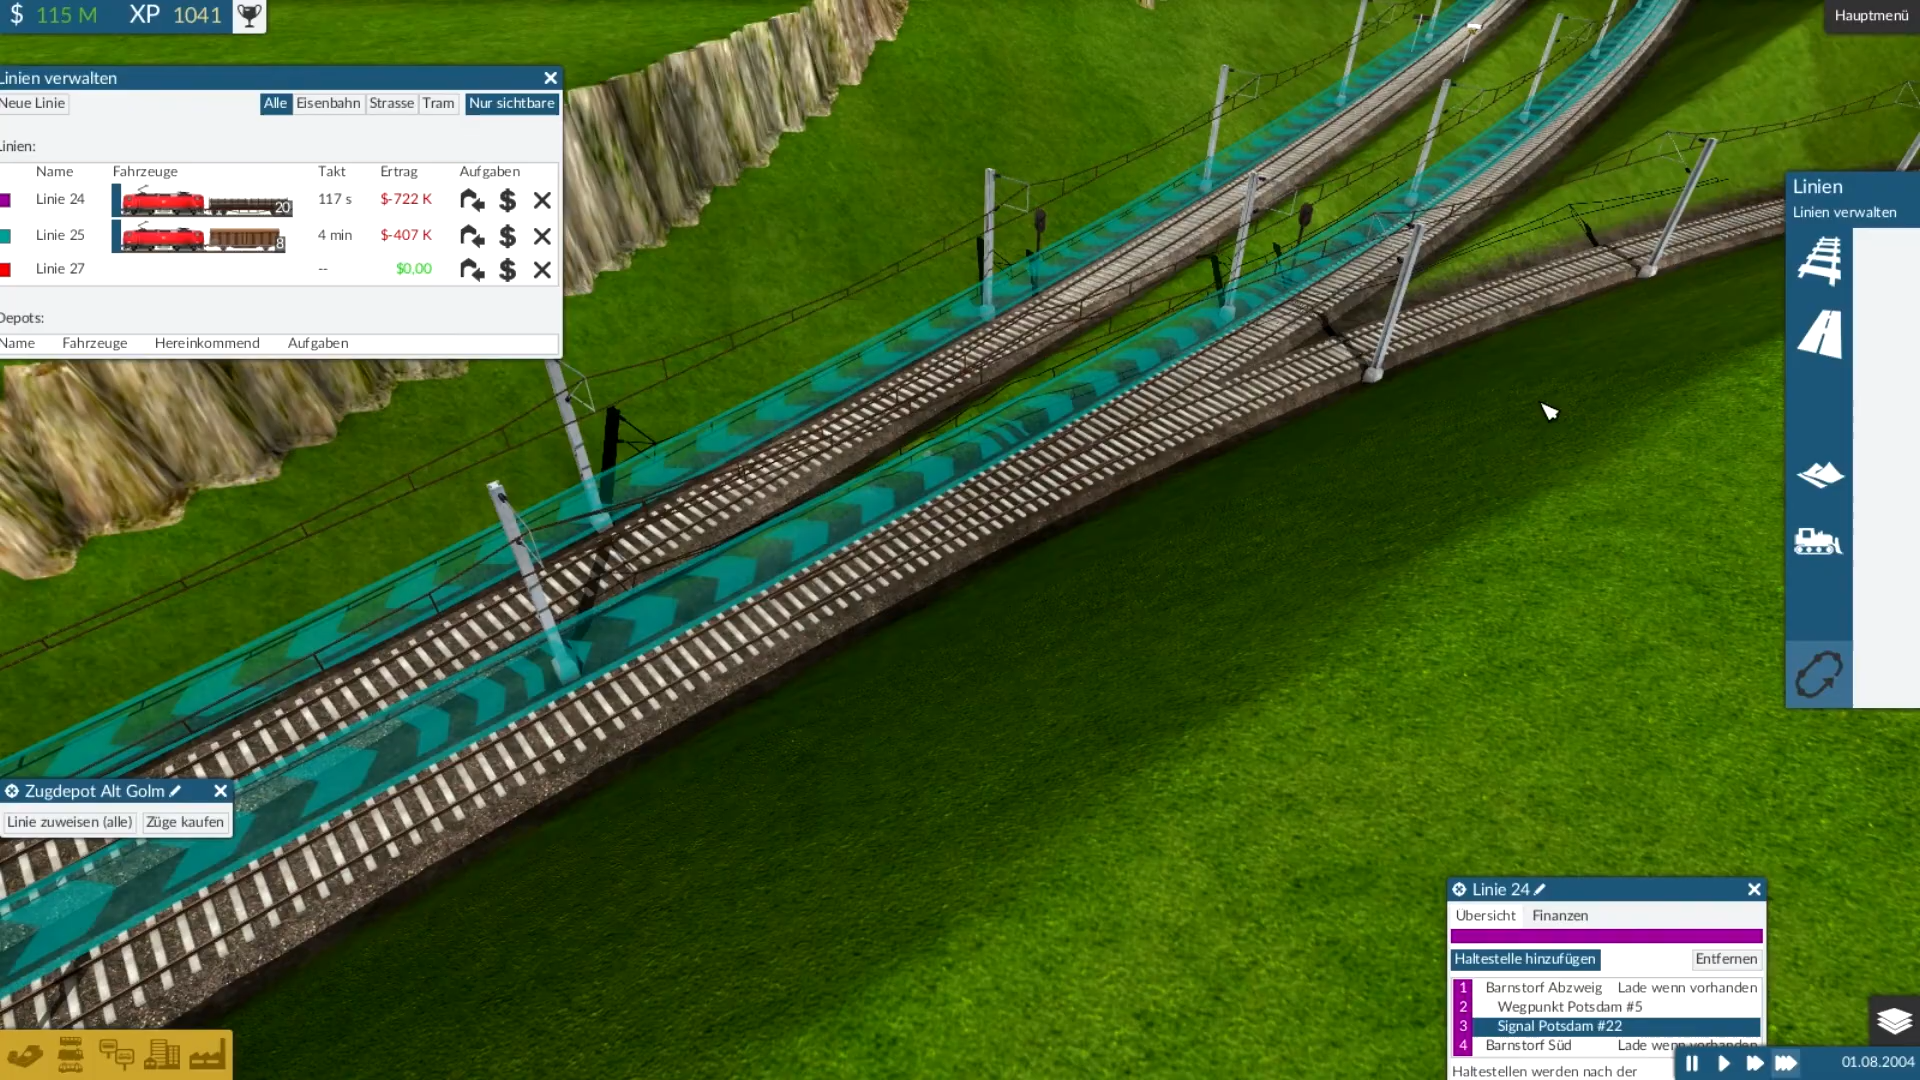 $ 115 M XP 1041
Hauptmenü
Linien verwalten
Neue Linie Alle Eisenbahn Strasse Tram Nur sichtbare
Linien:
Name Fahrzeuge Takt Ertrag Aufgaben
Linie 24 20 117 s $-722 K
Linie 25 8 4 min $-407 K
Linie 27 -- $0,00
Depots:
Name Fahrzeuge Hereinkommend Aufgaben
Linien
Linien verwalten
Zugdepot Alt Golm
Linie zuweisen (alle) Züge kaufen
Linie 24
Übersicht Finanzen
Haltestelle hinzufügen Entfernen
1 Barnstorf Abzweig Lade wenn vorhanden
2 Wegpunkt Potsdam #5
3 Signal Potsdam #22
4 Barnstorf Süd Lade wenn vorhanden
Haltestellen werden nach der
01.08.2004